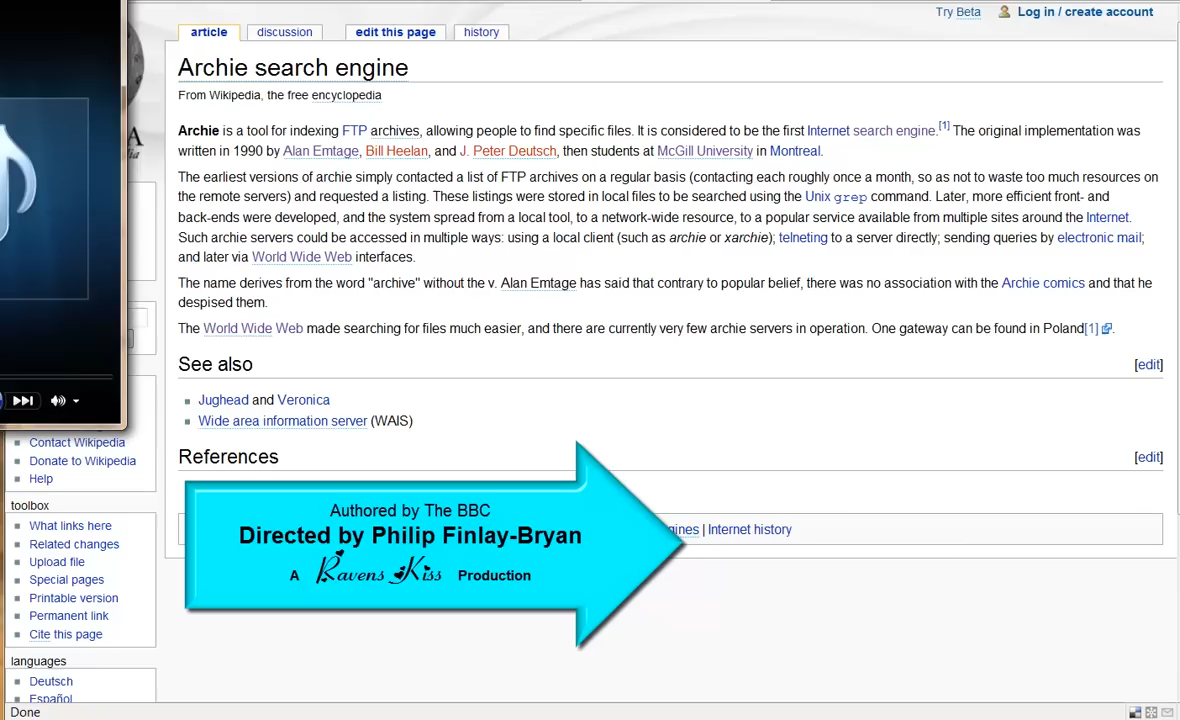 Try Beta Log in / create account
article discussion edit this page history
Archie search engine
From Wikipedia, the free encyclopedia
Archie is a tool for indexing FTP archives, allowing people to find specific files. It is considered to be the first Internet search engine.[1] The original implementation was
written in 1990 by Alan Emtage, Bill Heelan, and J. Peter Deutsch, then students at McGill University in Montreal.
The earliest versions of archie simply contacted a list of FTP archives on a regular basis (contacting each roughly once a month, so as not to waste too much resources on
the remote servers) and requested a listing. These listings were stored in local files to be searched using the Unix grep command. Later, more efficient front- and
back-ends were developed, and the system spread from a local tool, to a network-wide resource, to a popular service available from multiple sites around the Internet.
Such archie servers could be accessed in multiple ways: using a local client (such as archie or xarchie); telneting to a server directly; sending queries by electronic mail;
and later via World Wide Web interfaces.
The name derives from the word "archive" without the v. Alan Emtage has said that contrary to popular belief, there was no association with the Archie comics and that he
despised them.
The World Wide Web made searching for files much easier, and there are currently very few archie servers in operation. One gateway can be found in Poland[1].
See also [edit]
Jughead and Veronica
Wide area information server (WAIS)
References [edit]
Authored by The BBC
Directed by Philip Finlay-Bryan
A Ravens Kiss Production
gines | Internet history
Contact Wikipedia
Donate to Wikipedia
Help
toolbox
What links here
Related changes
Upload file
Special pages
Printable version
Permanent link
Cite this page
languages
Deutsch
Español
Done